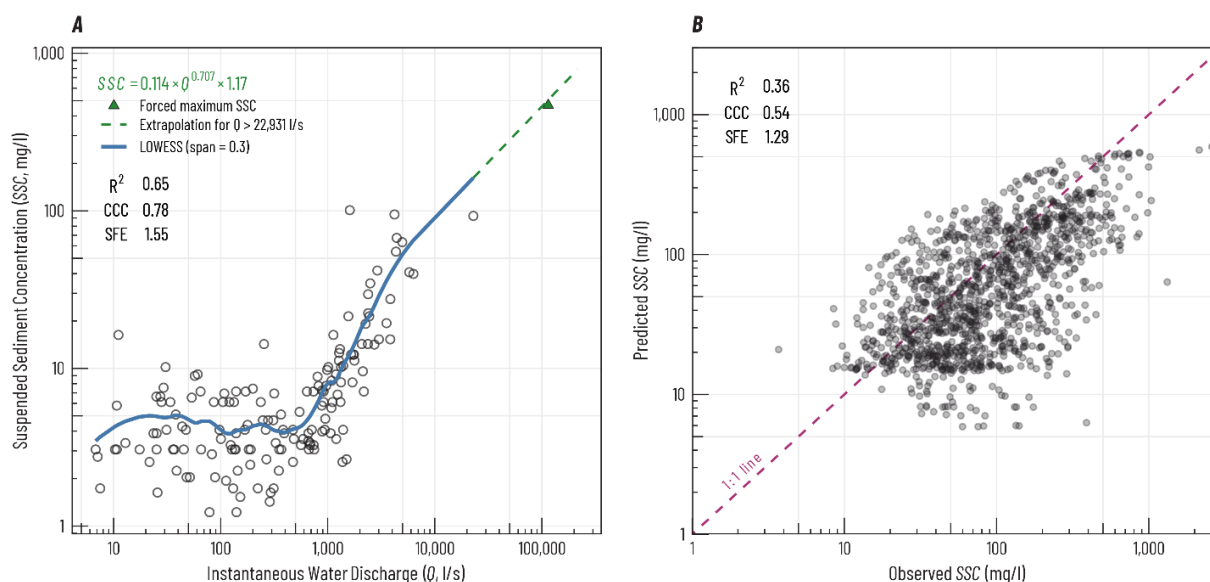 A
Suspended Sediment Concentration (SSC, mg/l)
1,000
100
10
1
SSC = 0.114 × Q^0.707 × 1.17
Forced maximum SSC
Extrapolation for Q > 22,931 l/s
LOWESS (span = 0.3)
R² 0.65
CCC 0.78
SFE 1.55
10 100 1,000 10,000 100,000
Instantaneous Water Discharge (Q, l/s)
B
Predicted SSC (mg/l)
1,000
100
10
1
R² 0.36
CCC 0.54
SFE 1.29
1:1 line
1 10 100 1,000
Observed SSC (mg/l)